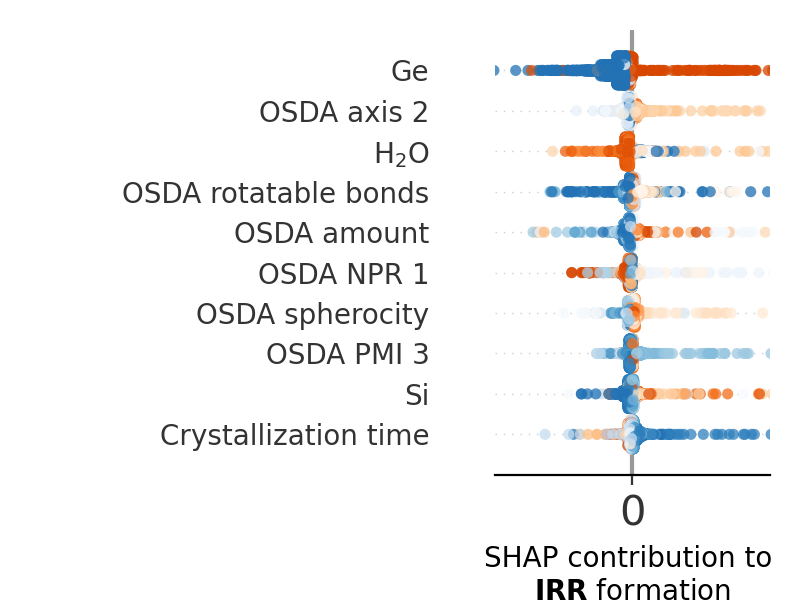 Ge
OSDA axis 2
H₂O
OSDA rotatable bonds
OSDA amount
OSDA NPR 1
OSDA spherocity
OSDA PMI 3
Si
Crystallization time
0
SHAP contribution to
IRR formation